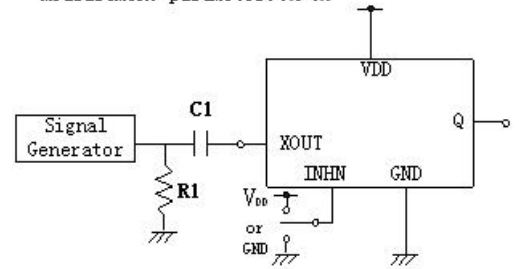 VDD
C1
Signal
Generator
XOUT
Q
R1
INHN
GND
VDD
or
GND